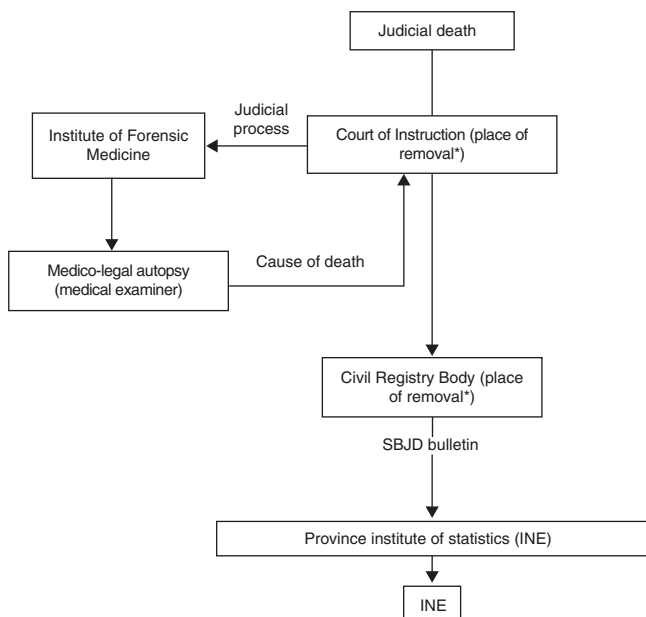 Judicial death
Judicial
process
Institute of Forensic
Medicine
Court of Instruction (place of
removal*)
Medico-legal autopsy
(medical examiner)
Cause of death
Civil Registry Body (place
of removal*)
SBJD bulletin
Province institute of statistics (INE)
INE